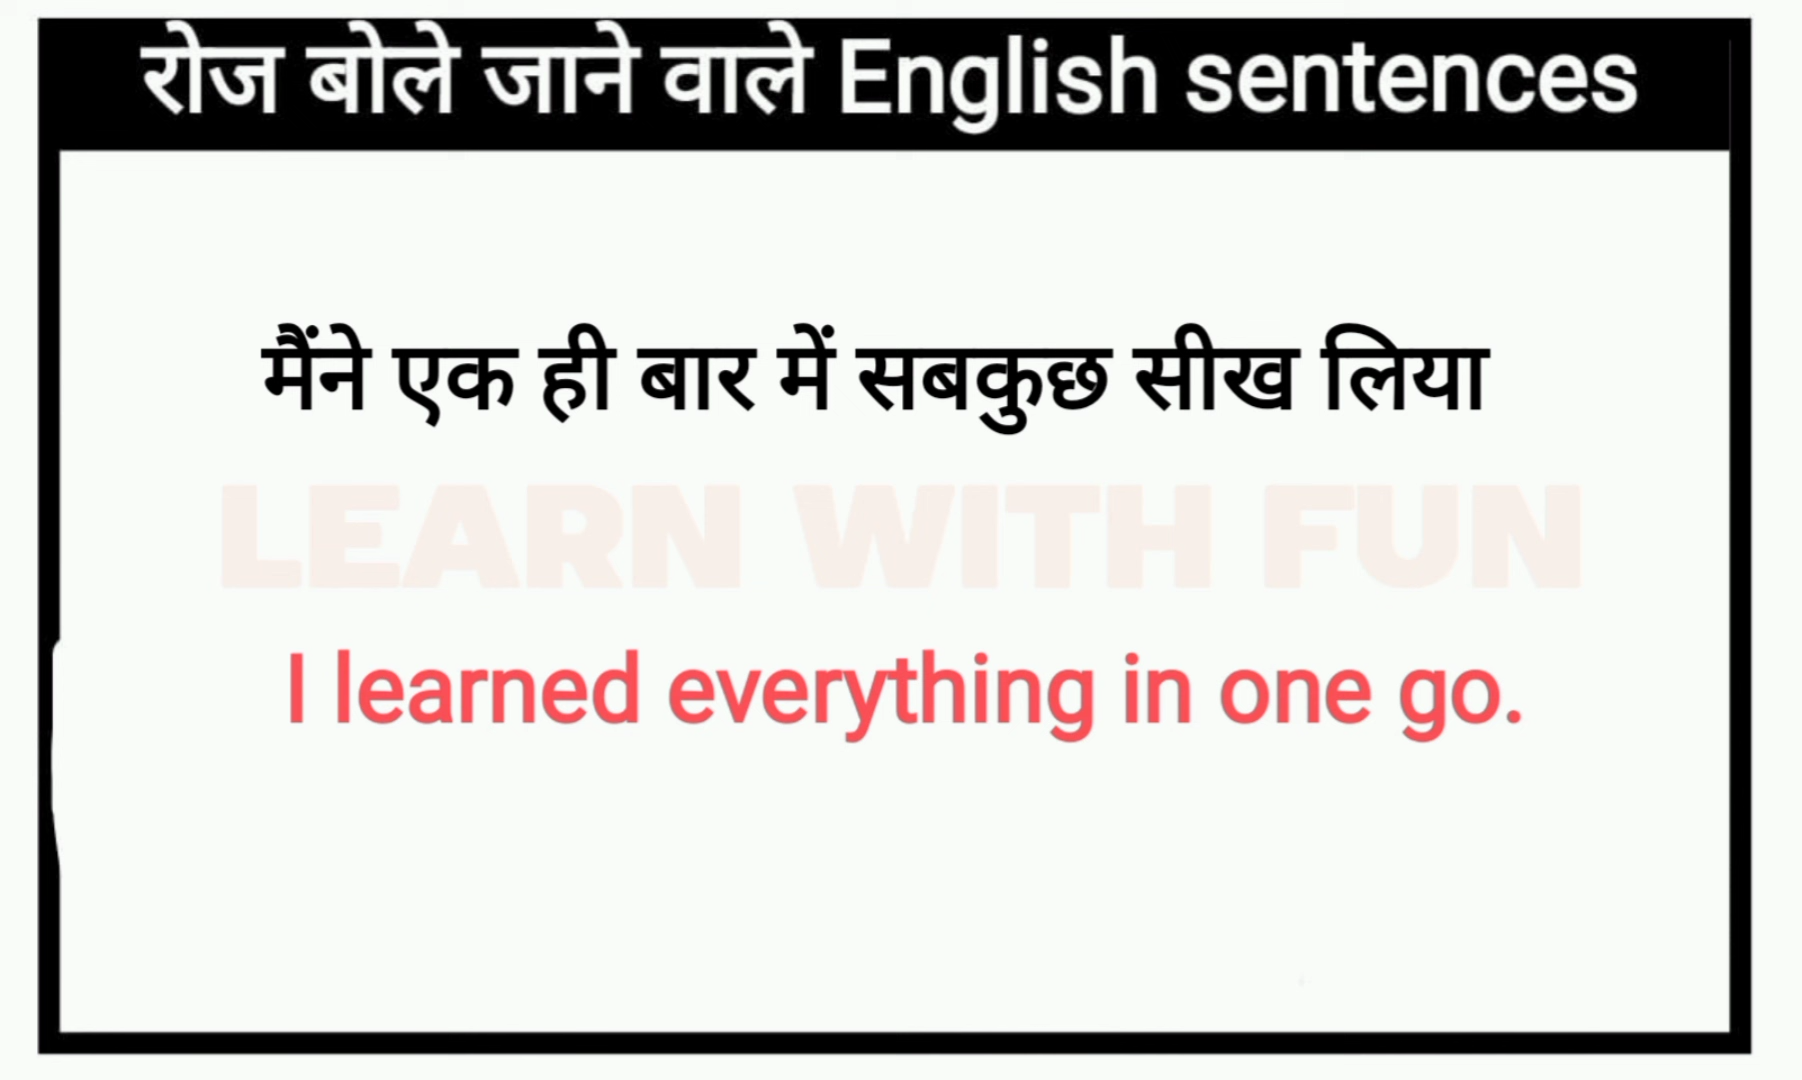 रोज बोले जाने वाले English sentences
मैंने एक ही बार में सबकुछ सीख लिया
LEARN WITH FUN
I learned everything in one go.